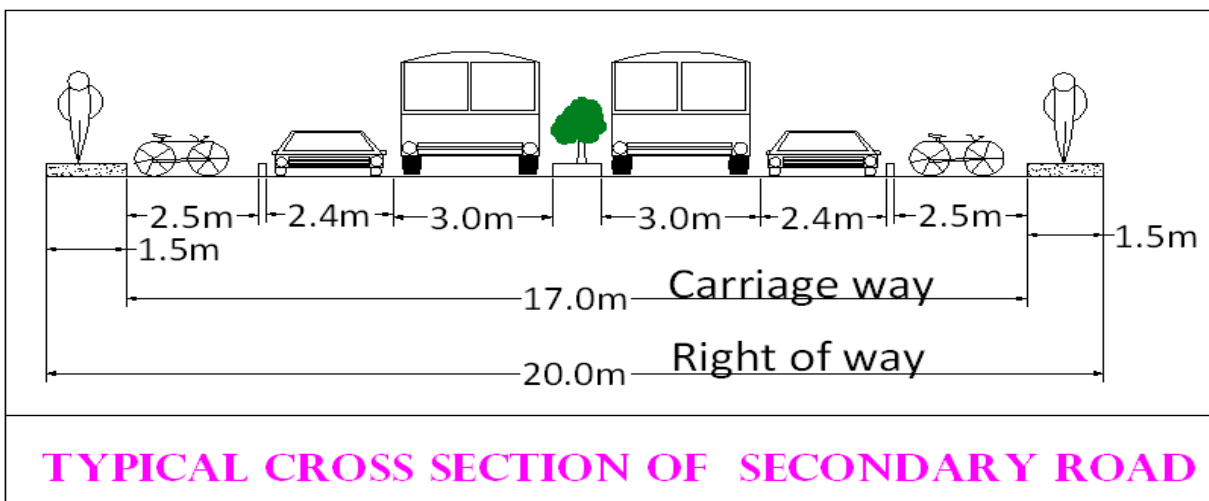 2.5m 2.4m 3.0m 3.0m 2.4m 2.5m
1.5m 1.5m
17.0m Carriage way
20.0m Right of way
TYPICAL CROSS SECTION OF SECONDARY ROAD